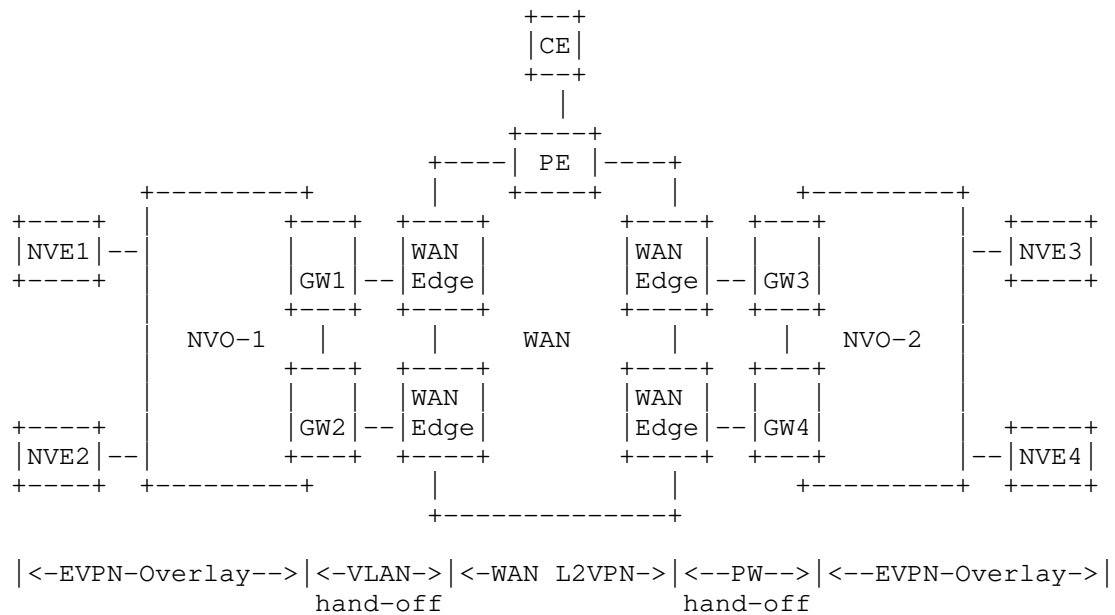 CE
PE
NVE1 WAN WAN NVE3
GW1 Edge Edge GW3
NVO-1 WAN NVO-2
WAN WAN
GW2 Edge Edge GW4
NVE2 NVE4
|<-EVPN-Overlay-->|<-VLAN->|<-WAN L2VPN->|<--PW-->|<--EVPN-Overlay->|
hand-off hand-off